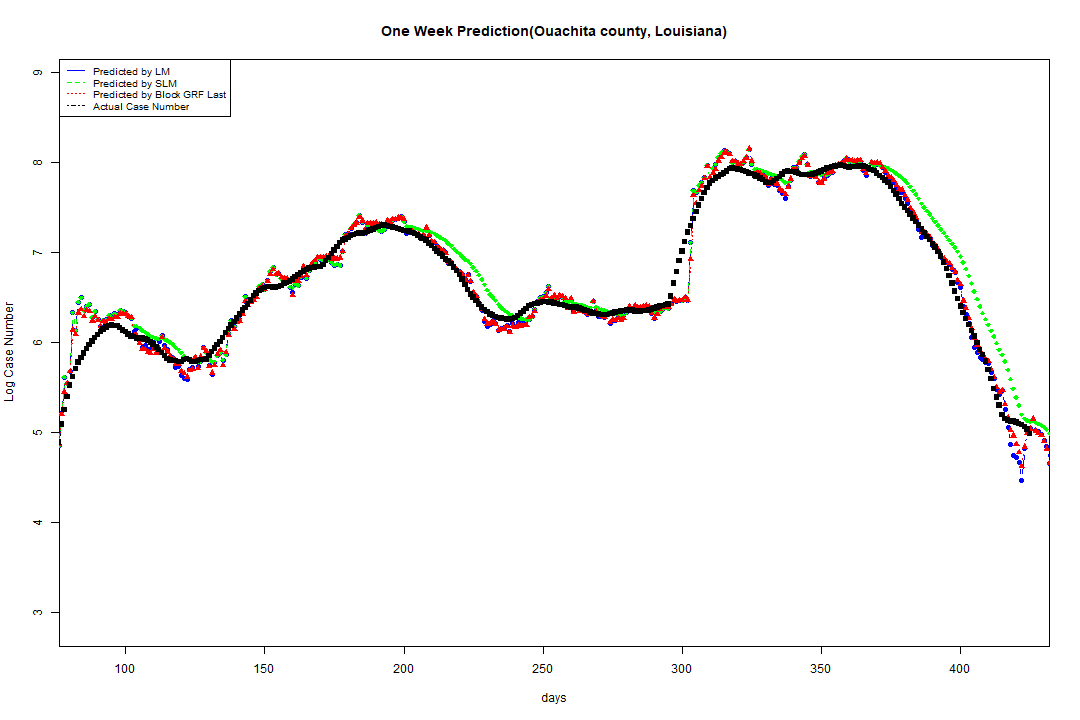 One Week Prediction(Ouachita county, Louisiana)
Predicted by LM
Predicted by SLM
Predicted by Block GRF Last
Actual Case Number
Log Case Number
9
8
7
6
5
4
3
100 150 200 250 300 350 400
days